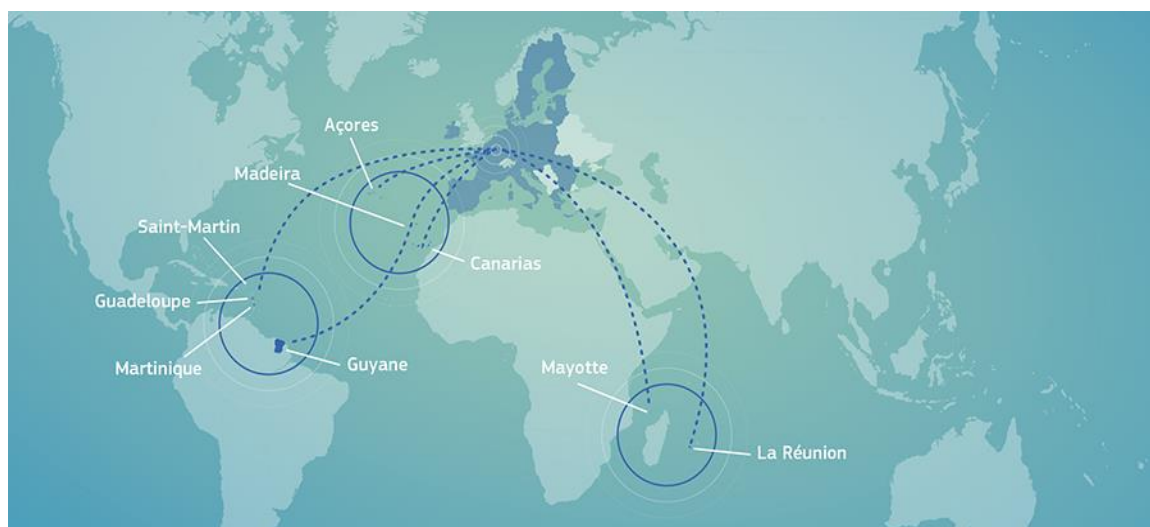 Açores
Madeira
Saint-Martin
Canarias
Guadeloupe
Martinique
Guyane
Mayotte
La Réunion